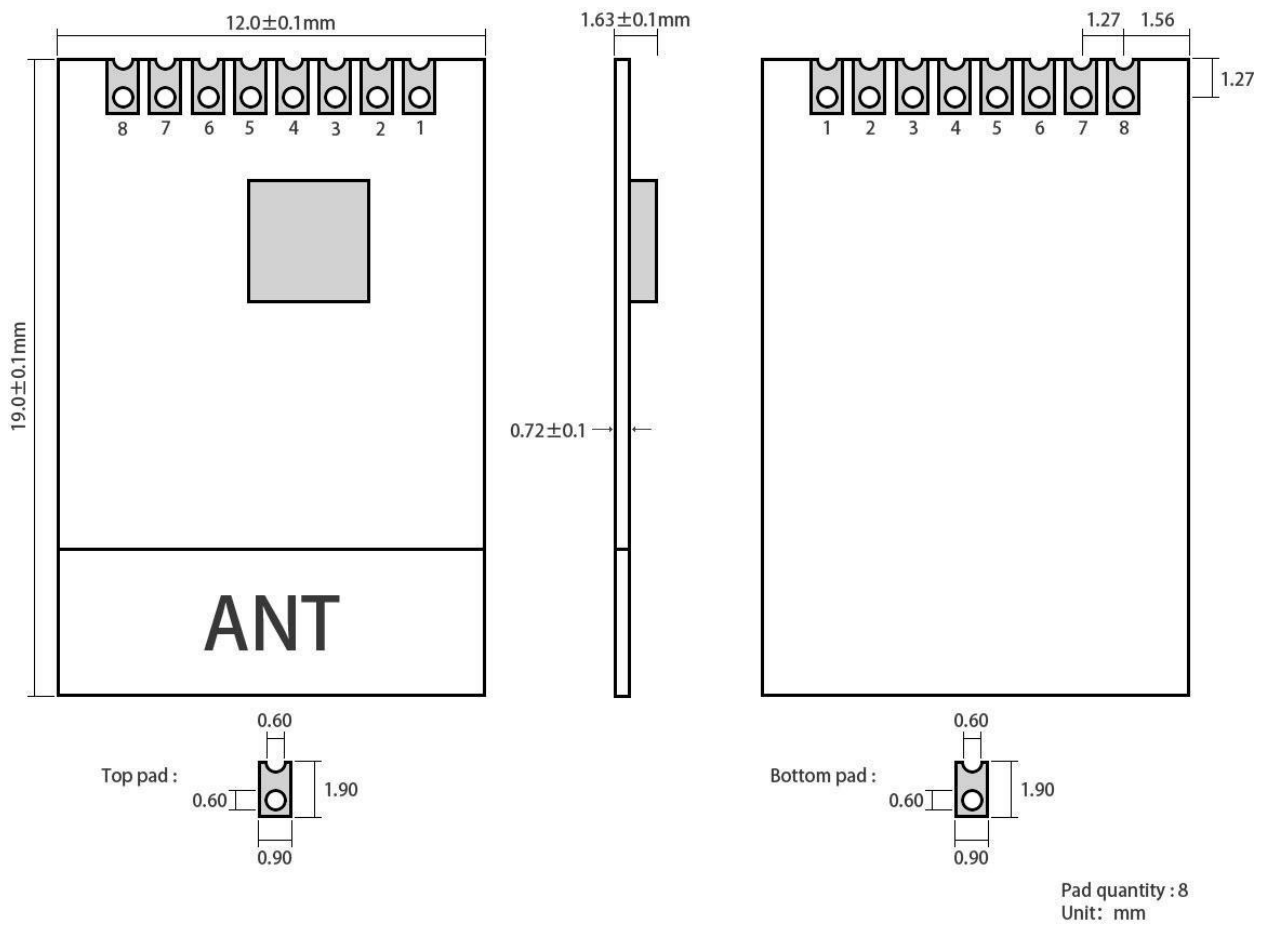 12.0±0.1mm
1.63±0.1mm
1.27 1.56
1.27
8 7 6 5 4 3 2 1
1 2 3 4 5 6 7 8
19.0±0.1mm
0.72±0.1
ANT
0.60
Top pad :
0.60
1.90
0.90
0.60
Bottom pad :
0.60
1.90
0.90
Pad quantity : 8
Unit: mm